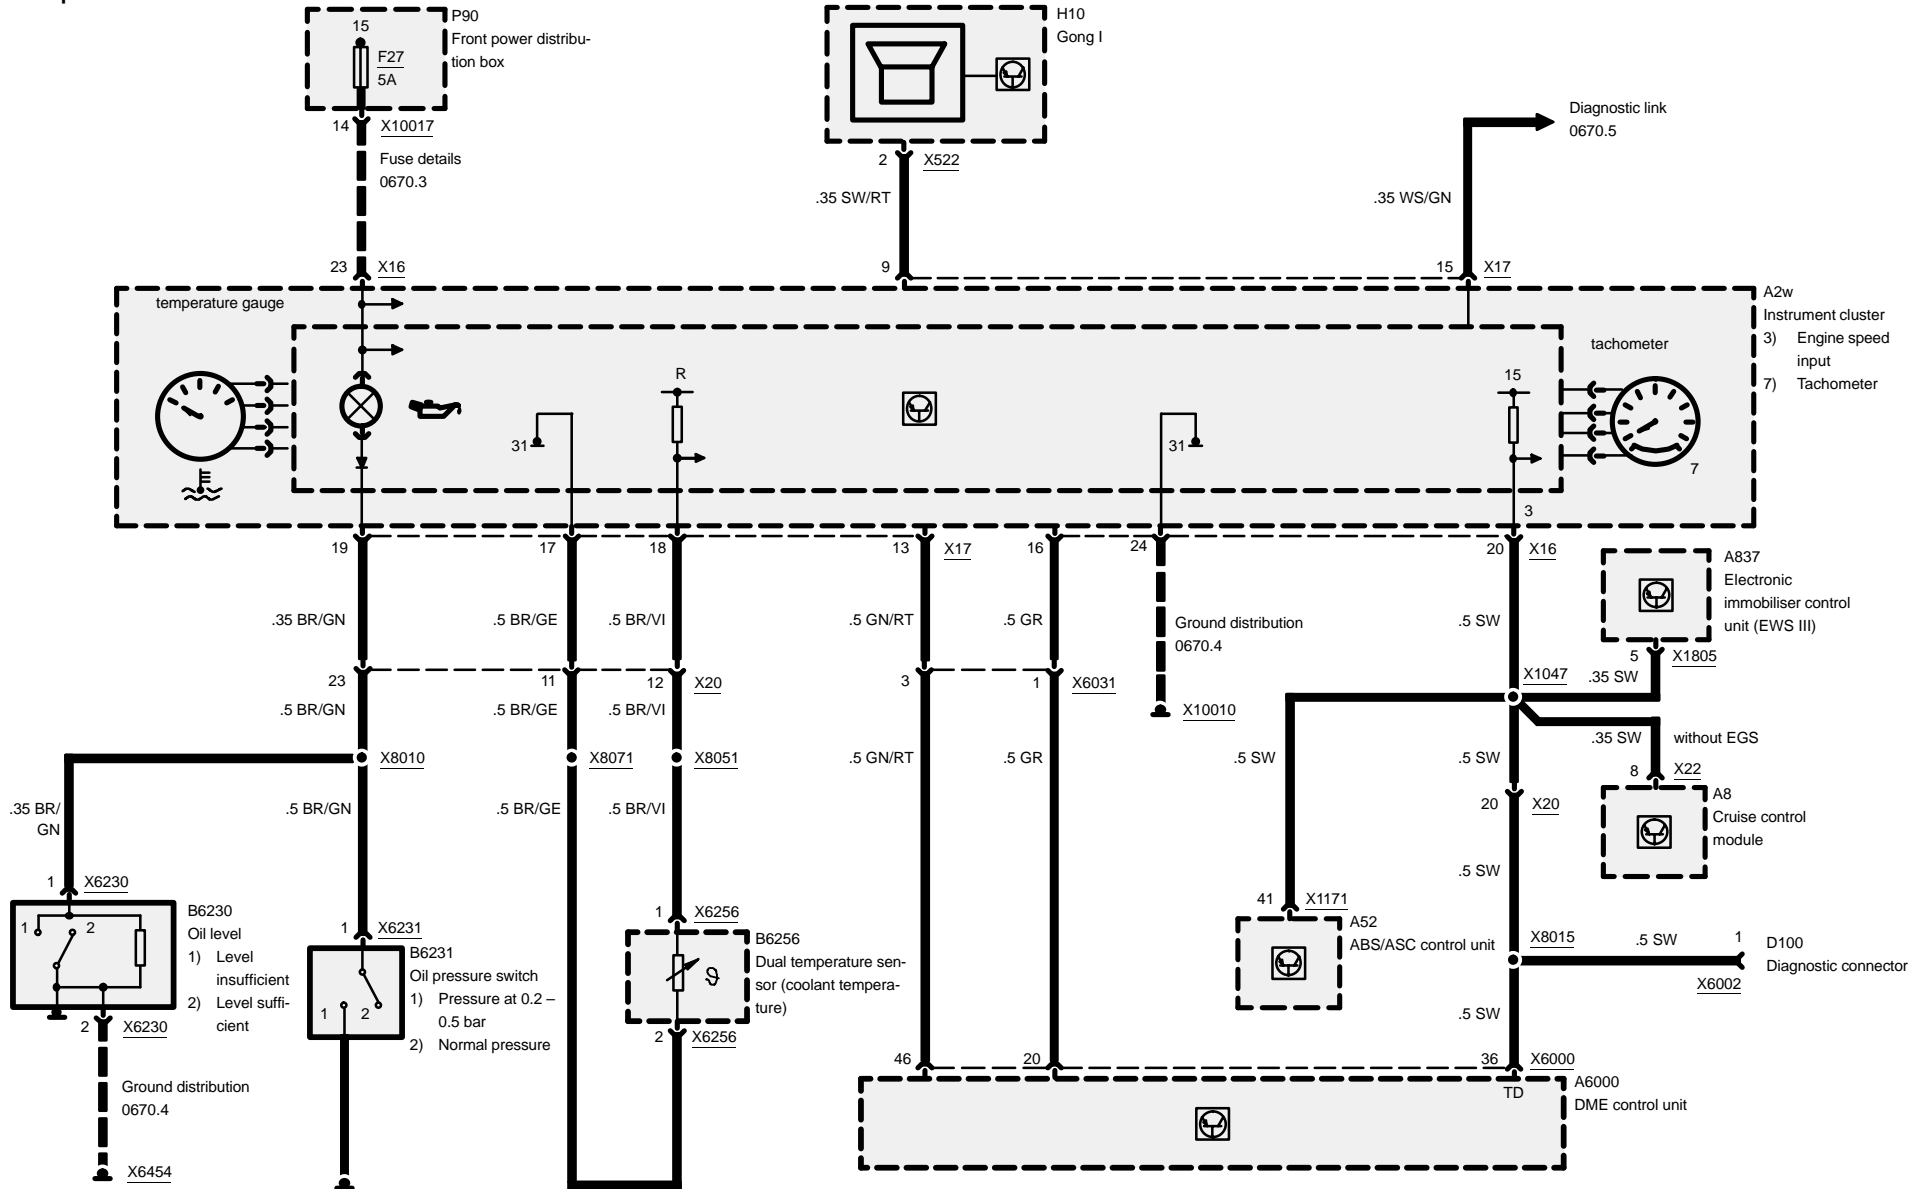 P90
Front power distribu-
tion box
15
F27
5A
14 X10017
Fuse details
0670.3
23 X16
H10
Gong I
2 X522
.35 SW/RT
9
Diagnostic link
0670.5
.35 WS/GN
15 X17
A2w
Instrument cluster
3) Engine speed
input
7) Tachometer
temperature gauge
tachometer
R
15
31
31
7
3
19
17
18
13 X17
16
24
20 X16
.35 BR/GN
.5 BR/GE
.5 BR/VI
.5 GN/RT
.5 GR
Ground distribution
0670.4
.5 SW
A837
Electronic
immobiliser control
unit (EWS III)
5 X1805
.35 SW
X1047
23
11
12 X20
3
1 X6031
X10010
.5 BR/GN
.5 BR/GE
.5 BR/VI
X8010
X8071
X8051
.5 GN/RT
.5 GR
.5 SW
.5 SW
.35 SW
without EGS
8 X22
A8
Cruise control
module
20 X20
.35 BR/
GN
.5 BR/GN
.5 BR/GE
.5 BR/VI
.5 SW
1 X6230
1
2
B6230
Oil level
1) Level
insufficient
2) Level suffi-
cient
2 X6230
Ground distribution
0670.4
X6454
1 X6231
B6231
Oil pressure switch
1) Pressure at 0.2 –
0.5 bar
2) Normal pressure
1
2
1 X6256
B6256
Dual temperature sen-
sor (coolant tempera-
ture)
ϑ
2 X6256
41 X1171
A52
ABS/ASC control unit
X8015
.5 SW
1
D100
Diagnostic connector
X6002
.5 SW
46
20
36 X6000
TD
A6000
DME control unit